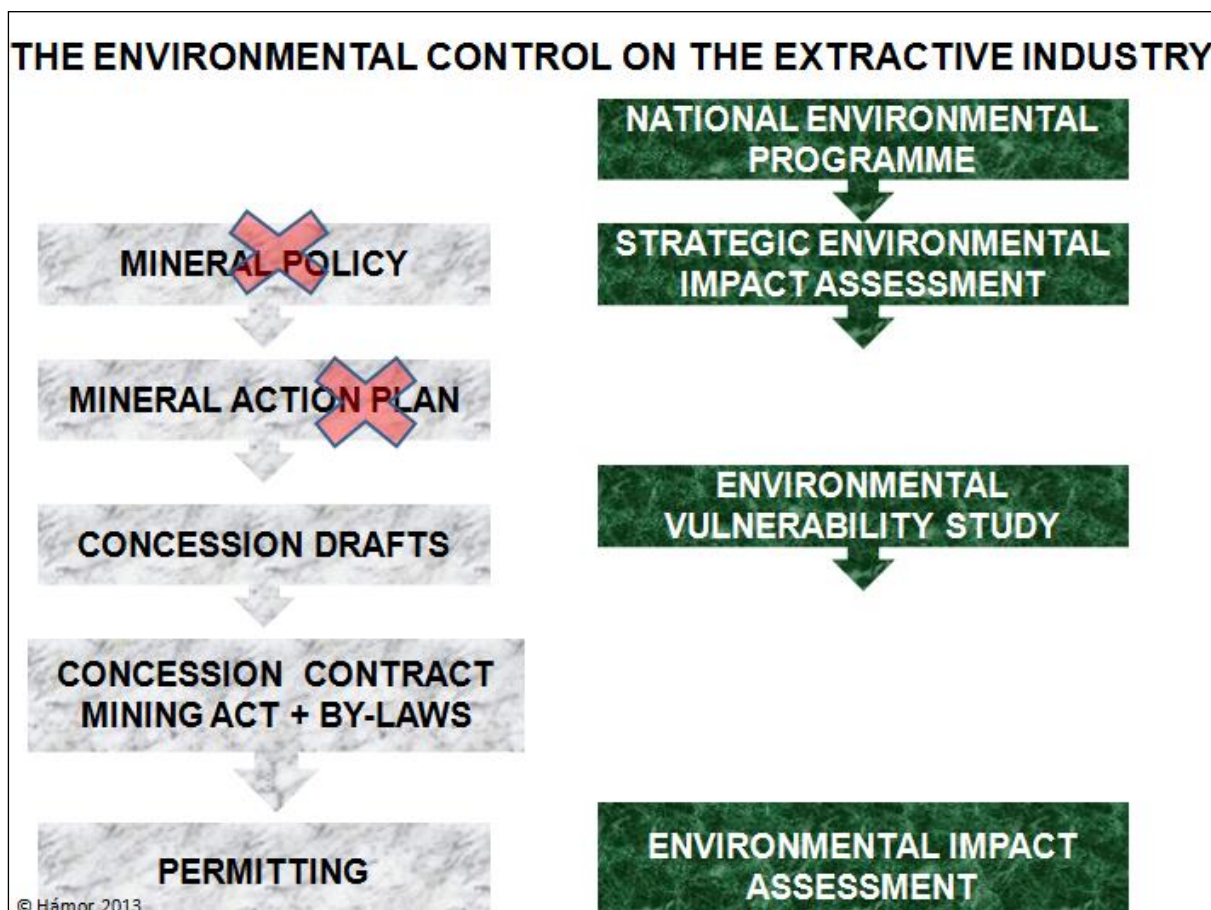 THE ENVIRONMENTAL CONTROL ON THE EXTRACTIVE INDUSTRY
NATIONAL ENVIRONMENTAL
PROGRAMME
MINERAL POLICY
STRATEGIC ENVIRONMENTAL
IMPACT ASSESSMENT
MINERAL ACTION PLAN
CONCESSION DRAFTS
ENVIRONMENTAL
VULNERABILITY STUDY
CONCESSION CONTRACT
MINING ACT + BY-LAWS
PERMITTING
ENVIRONMENTAL IMPACT
ASSESSMENT
© Hámor 2013